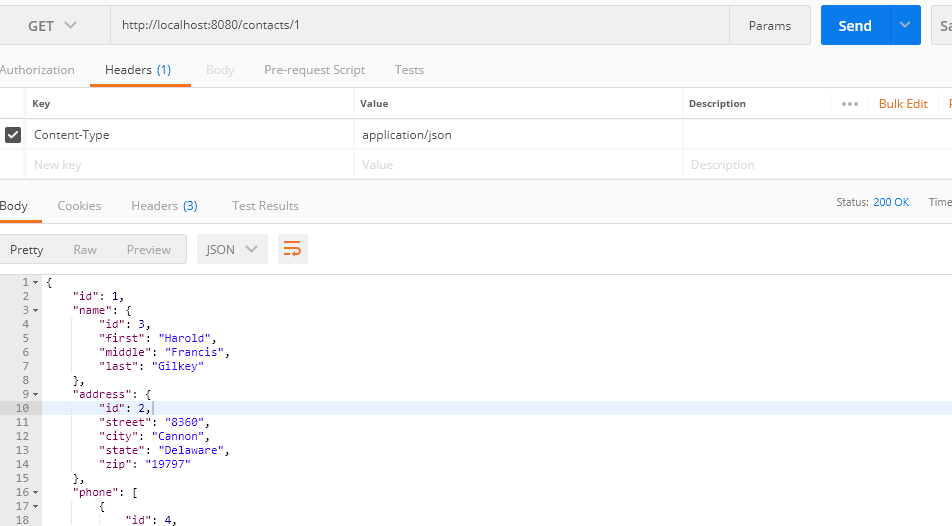 GET http://localhost:8080/contacts/1 Params Send
Authorization Headers (1) Body Pre-request Script Tests
Key Value Description Bulk Edit
Content-Type application/json
New key Value Description
Body Cookies Headers (3) Test Results Status: 200 OK Time
Pretty Raw Preview JSON
1 {
2 "id": 1,
3 "name": {
4 "id": 3,
5 "first": "Harold",
6 "middle": "Francis",
7 "last": "Gilkey"
8 },
9 "address": {
10 "id": 2,
11 "street": "8360",
12 "city": "Cannon",
13 "state": "Delaware",
14 "zip": "19797"
15 },
16 "phone": [
17 {
18 "id": 4,